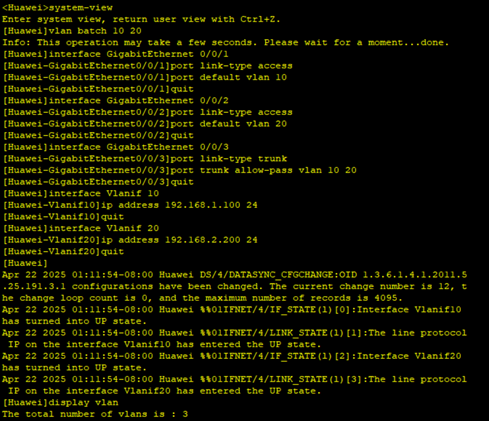 <Huawei>system-view
Enter system view, return user view with Ctrl+Z.
[Huawei]vlan batch 10 20
Info: This operation may take a few seconds. Please wait for a moment...done.
[Huawei]interface GigabitEthernet 0/0/1
[Huawei-GigabitEthernet0/0/1]port link-type access
[Huawei-GigabitEthernet0/0/1]port default vlan 10
[Huawei-GigabitEthernet0/0/1]quit
[Huawei]interface GigabitEthernet 0/0/2
[Huawei-GigabitEthernet0/0/2]port link-type access
[Huawei-GigabitEthernet0/0/2]port default vlan 20
[Huawei-GigabitEthernet0/0/2]quit
[Huawei]interface GigabitEthernet 0/0/3
[Huawei-GigabitEthernet0/0/3]port link-type trunk
[Huawei-GigabitEthernet0/0/3]port trunk allow-pass vlan 10 20
[Huawei-GigabitEthernet0/0/3]quit
[Huawei]interface Vlanif 10
[Huawei-Vlanif10]ip address 192.168.1.100 24
[Huawei-Vlanif10]quit
[Huawei]interface Vlanif 20
[Huawei-Vlanif20]ip address 192.168.2.200 24
[Huawei-Vlanif20]quit
[Huawei]
Apr 22 2025 01:11:54-08:00 Huawei DS/4/DATASYNC_CFGCHANGE:OID 1.3.6.1.4.1.2011.5
.25.191.3.1 configurations have been changed. The current change number is 12, t
he change loop count is 0, and the maximum number of records is 4095.
Apr 22 2025 01:11:54-08:00 Huawei %%01IFNET/4/IF_STATE(l)[0]:Interface Vlanif10
has turned into UP state.
Apr 22 2025 01:11:54-08:00 Huawei %%01IFNET/4/LINK_STATE(l)[1]:The line protocol
 IP on the interface Vlanif10 has entered the UP state.
Apr 22 2025 01:11:54-08:00 Huawei %%01IFNET/4/IF_STATE(l)[2]:Interface Vlanif20
has turned into UP state.
Apr 22 2025 01:11:54-08:00 Huawei %%01IFNET/4/LINK_STATE(l)[3]:The line protocol
 IP on the interface Vlanif20 has entered the UP state.
[Huawei]display vlan
The total number of vlans is : 3